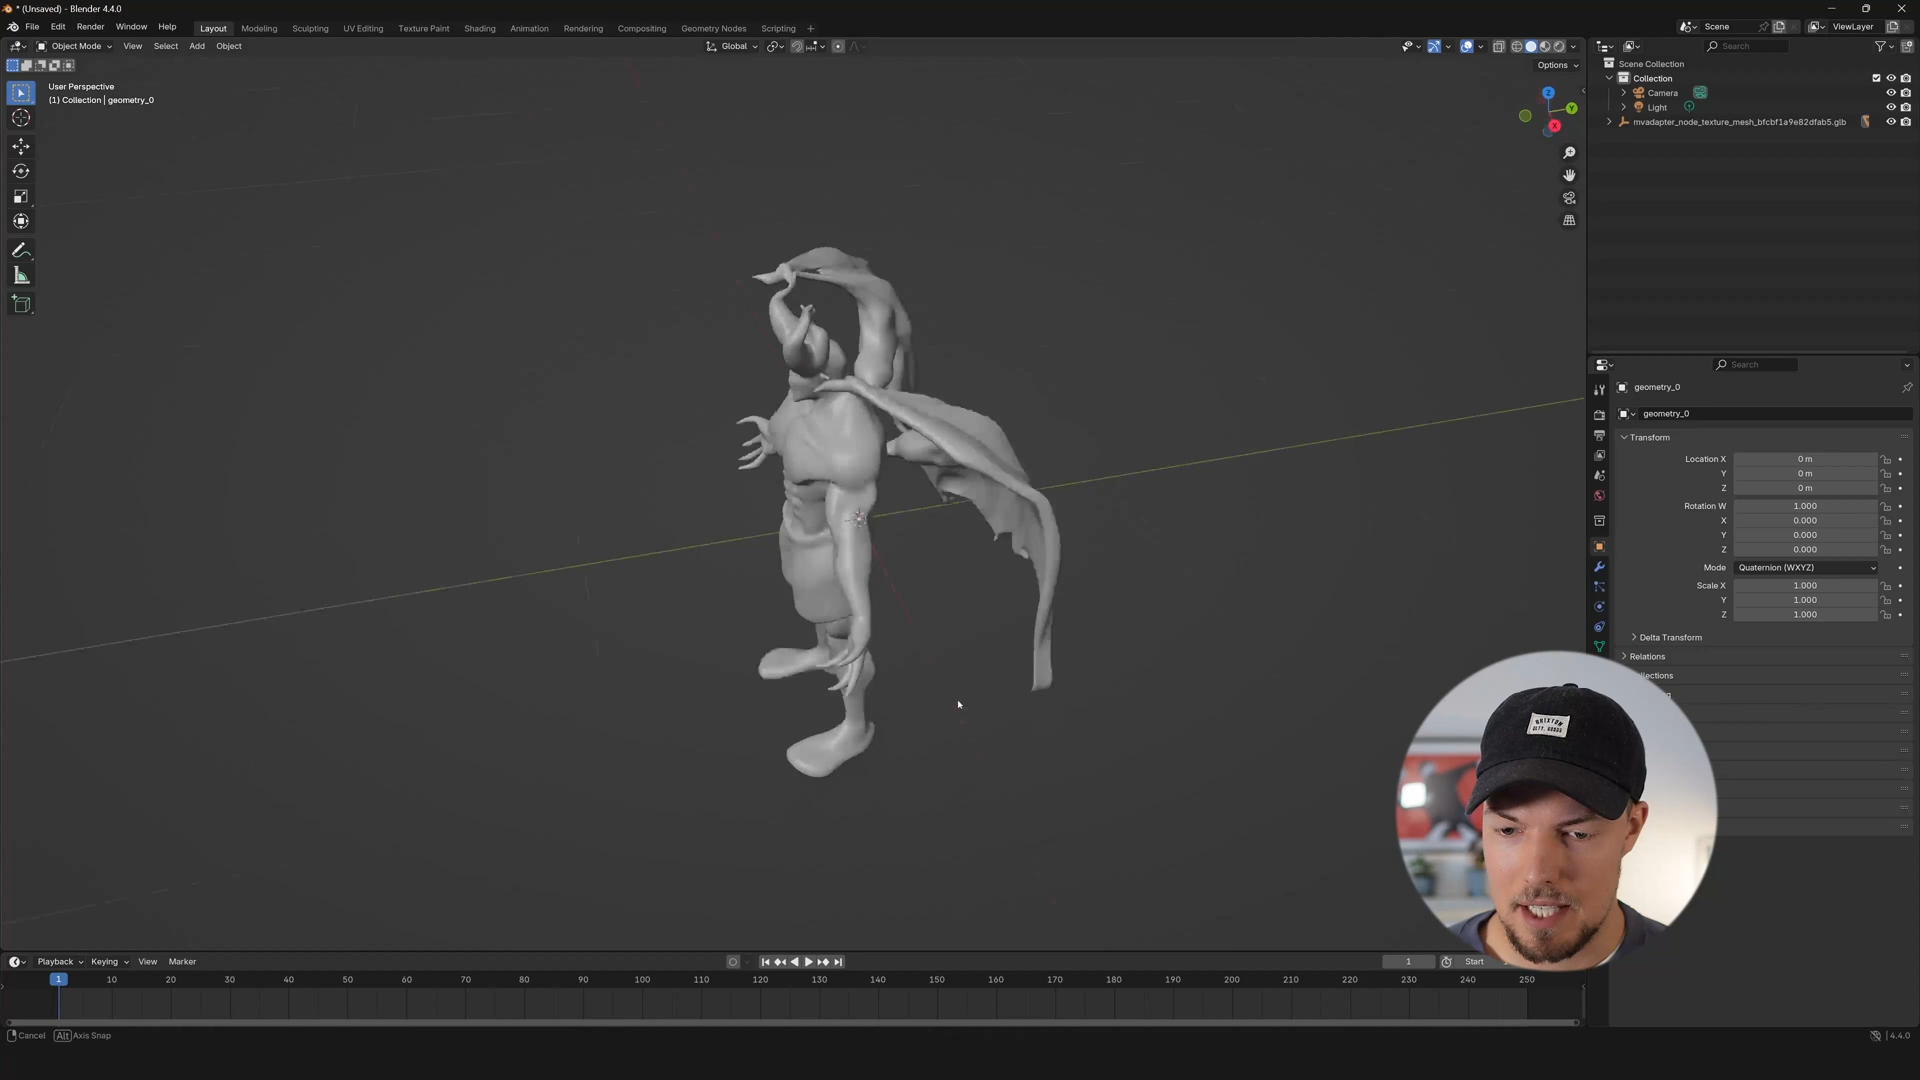 * (Unsaved) - Blender 4.4.0
File Edit Render Window Help
Layout Modeling Sculpting UV Editing Texture Paint Shading Animation Rendering Compositing Geometry Nodes Scripting +
Scene ViewLayer
Object Mode View Select Add Object
Global
Search
Options
User Perspective
(1) Collection | geometry_0
Z
Y
X
Scene Collection
Collection
Camera
Light
mvadapter_node_texture_mesh_bfcbf1a9e82dfab5.glb
Search
geometry_0
geometry_0
Transform
Location X 0 m
Y 0 m
Z 0 m
Rotation W 1.000
X 0.000
Y 0.000
Z 0.000
Mode Quaternion (WXYZ)
Scale X 1.000
Y 1.000
Z 1.000
Delta Transform
Relations
BRIXTON
Playback Keying View Marker
1 Start
1 10 20 30 40 50 60 70 80 90 100 110 120 130 140 150 160 170 180 190 200 210 220 230 240 250
Cancel Alt Axis Snap
4.4.0